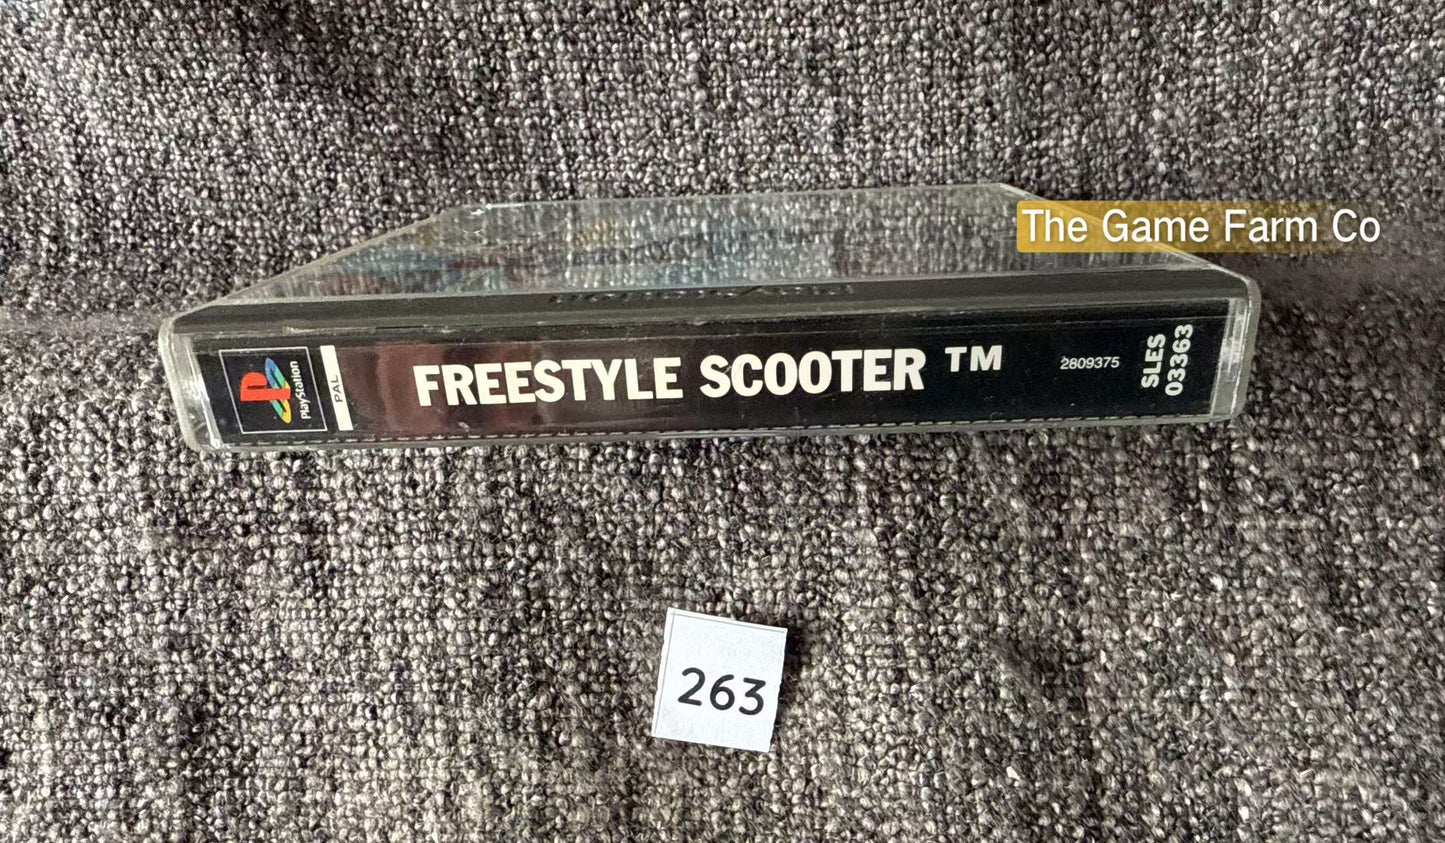 The Game Farm Co
PlayStation
PAL
FREESTYLE SCOOTER ™
2809375
SLES
03363
263